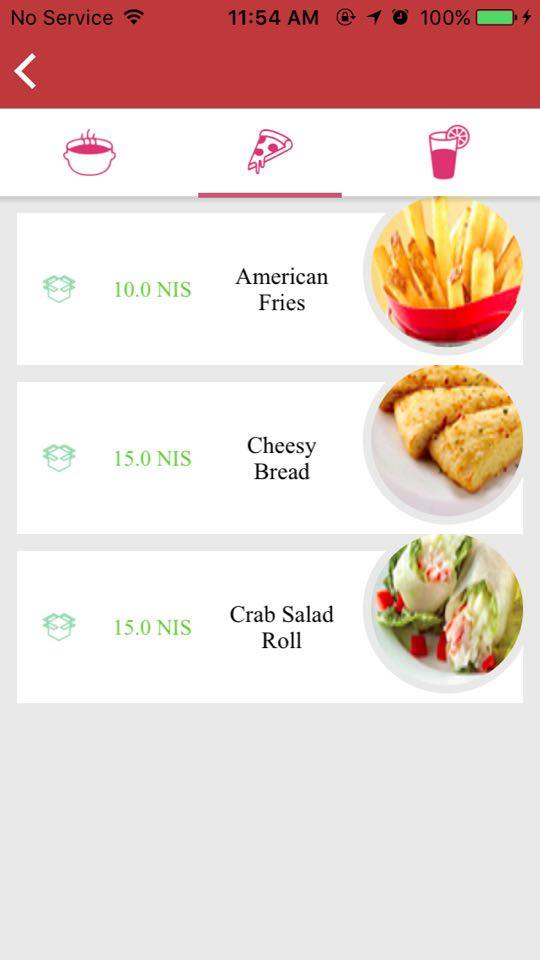 No Service 11:54 AM 100%
10.0 NIS
American
Fries
15.0 NIS
Cheesy
Bread
15.0 NIS
Crab Salad
Roll